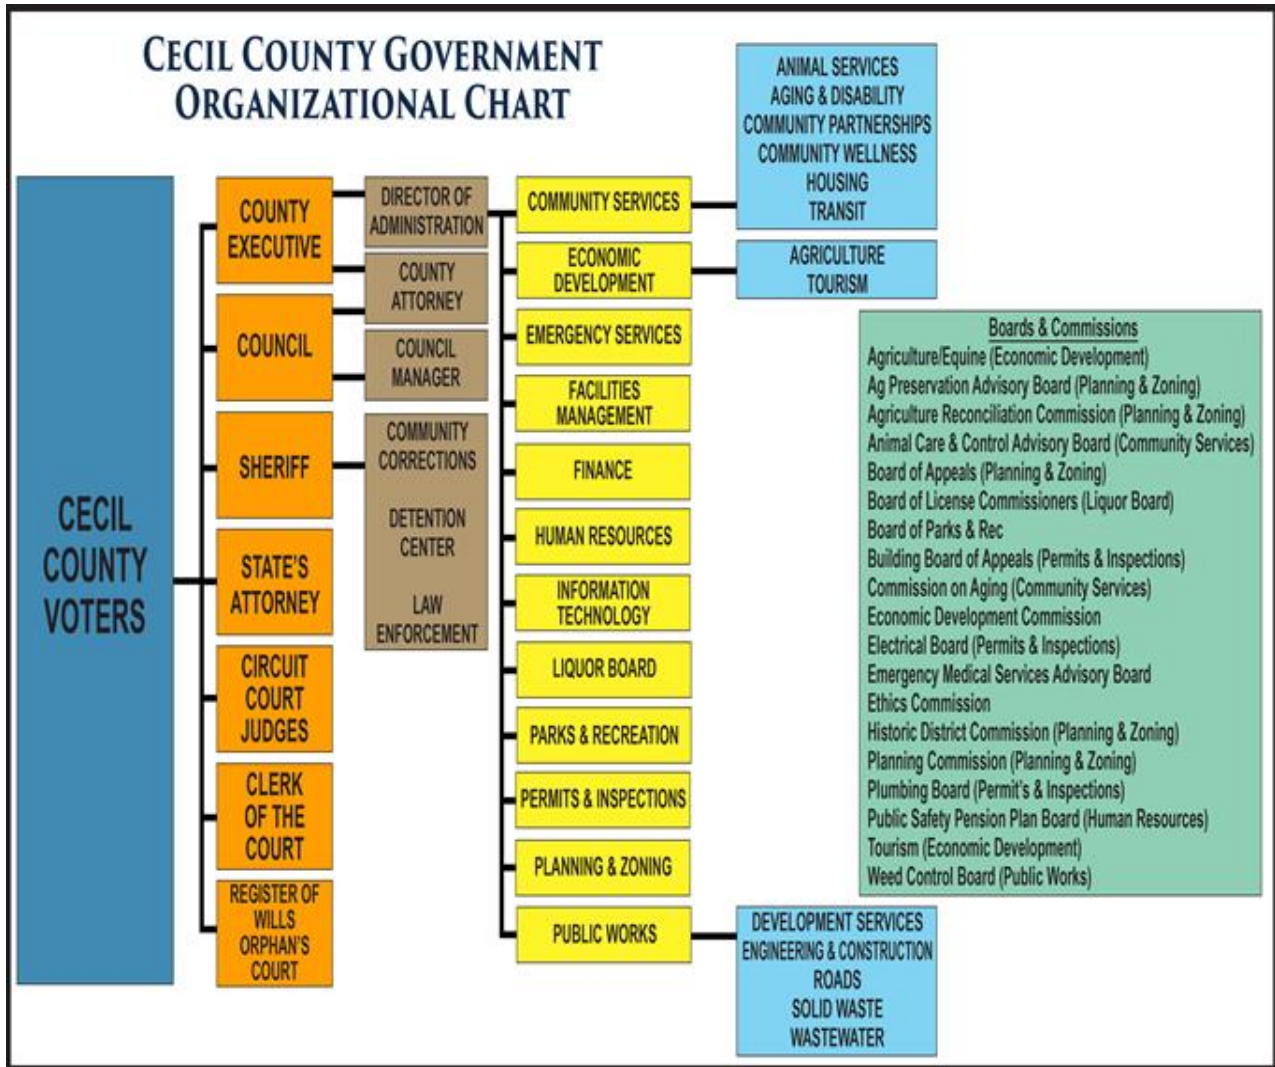 CECIL COUNTY GOVERNMENT
ORGANIZATIONAL CHART
CECIL
COUNTY
VOTERS
COUNTY
EXECUTIVE
COUNCIL
SHERIFF
STATE'S
ATTORNEY
CIRCUIT
COURT
JUDGES
CLERK
OF THE
COURT
REGISTER OF
WILLS
ORPHAN'S
COURT
DIRECTOR OF
ADMINISTRATION
COUNTY
ATTORNEY
COUNCIL
MANAGER
COMMUNITY
CORRECTIONS
DETENTION
CENTER
LAW
ENFORCEMENT
COMMUNITY SERVICES
ECONOMIC
DEVELOPMENT
EMERGENCY SERVICES
FACILITIES
MANAGEMENT
FINANCE
HUMAN RESOURCES
INFORMATION
TECHNOLOGY
LIQUOR BOARD
PARKS & RECREATION
PERMITS & INSPECTIONS
PLANNING & ZONING
PUBLIC WORKS
ANIMAL SERVICES
AGING & DISABILITY
COMMUNITY PARTNERSHIPS
COMMUNITY WELLNESS
HOUSING
TRANSIT
AGRICULTURE
TOURISM
Boards & Commissions
Agriculture/Equine (Economic Development)
Ag Preservation Advisory Board (Planning & Zoning)
Agriculture Reconciliation Commission (Planning & Zoning)
Animal Care & Control Advisory Board (Community Services)
Board of Appeals (Planning & Zoning)
Board of License Commissioners (Liquor Board)
Board of Parks & Rec
Building Board of Appeals (Permits & Inspections)
Commission on Aging (Community Services)
Economic Development Commission
Electrical Board (Permits & Inspections)
Emergency Medical Services Advisory Board
Ethics Commission
Historic District Commission (Planning & Zoning)
Planning Commission (Planning & Zoning)
Plumbing Board (Permit's & Inspections)
Public Safety Pension Plan Board (Human Resources)
Tourism (Economic Development)
Weed Control Board (Public Works)
DEVELOPMENT SERVICES
ENGINEERING & CONSTRUCTION
ROADS
SOLID WASTE
WASTEWATER